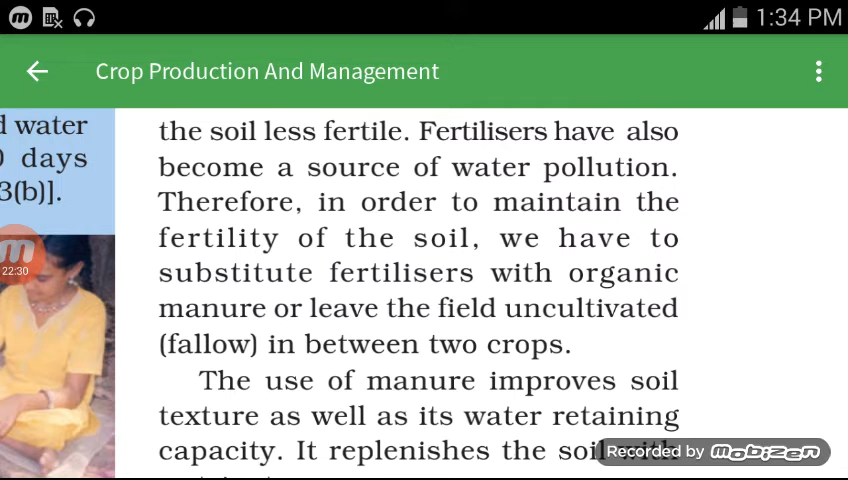 1:34 PM
Crop Production And Management
d water
days
3(b)].
22:30
the soil less fertile. Fertilisers have also
become a source of water pollution.
Therefore, in order to maintain the
fertility of the soil, we have to
substitute fertilisers with organic
manure or leave the field uncultivated
(fallow) in between two crops.
The use of manure improves soil
texture as well as its water retaining
capacity. It replenishes the soil with
Recorded by mobizen